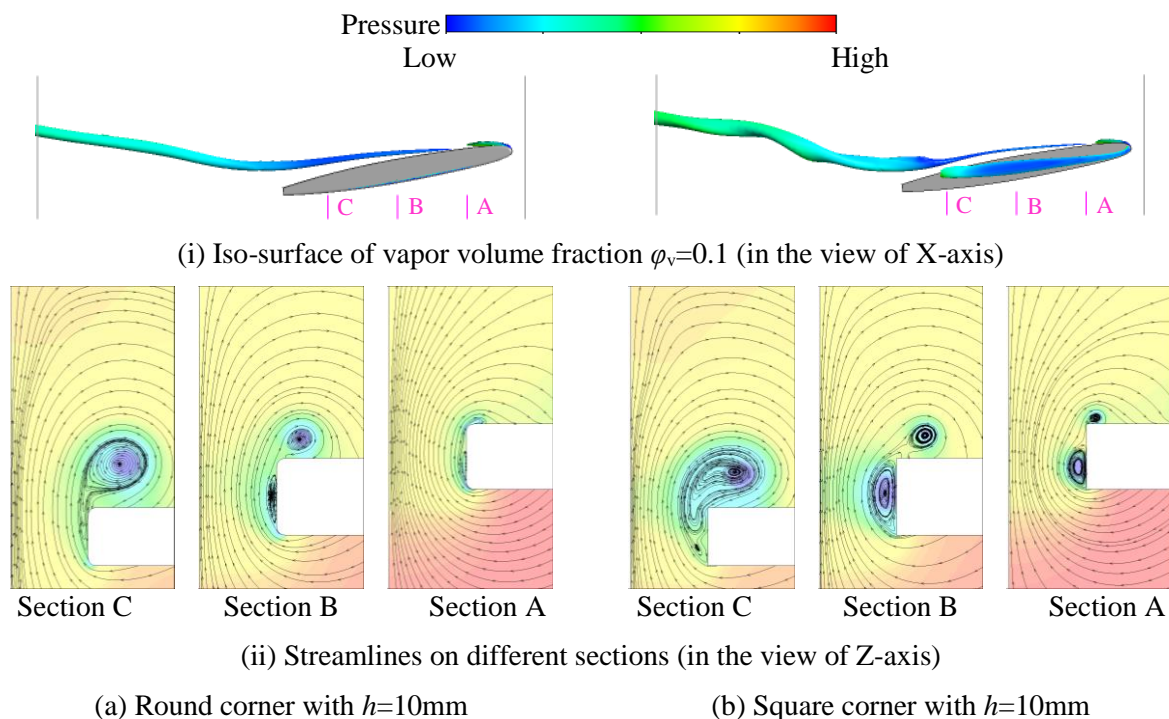 Pressure
Low High
C B A C B A
(i) Iso-surface of vapor volume fraction φv=0.1 (in the view of X-axis)
Section C Section B Section A Section C Section B Section A
(ii) Streamlines on different sections (in the view of Z-axis)
(a) Round corner with h=10mm (b) Square corner with h=10mm